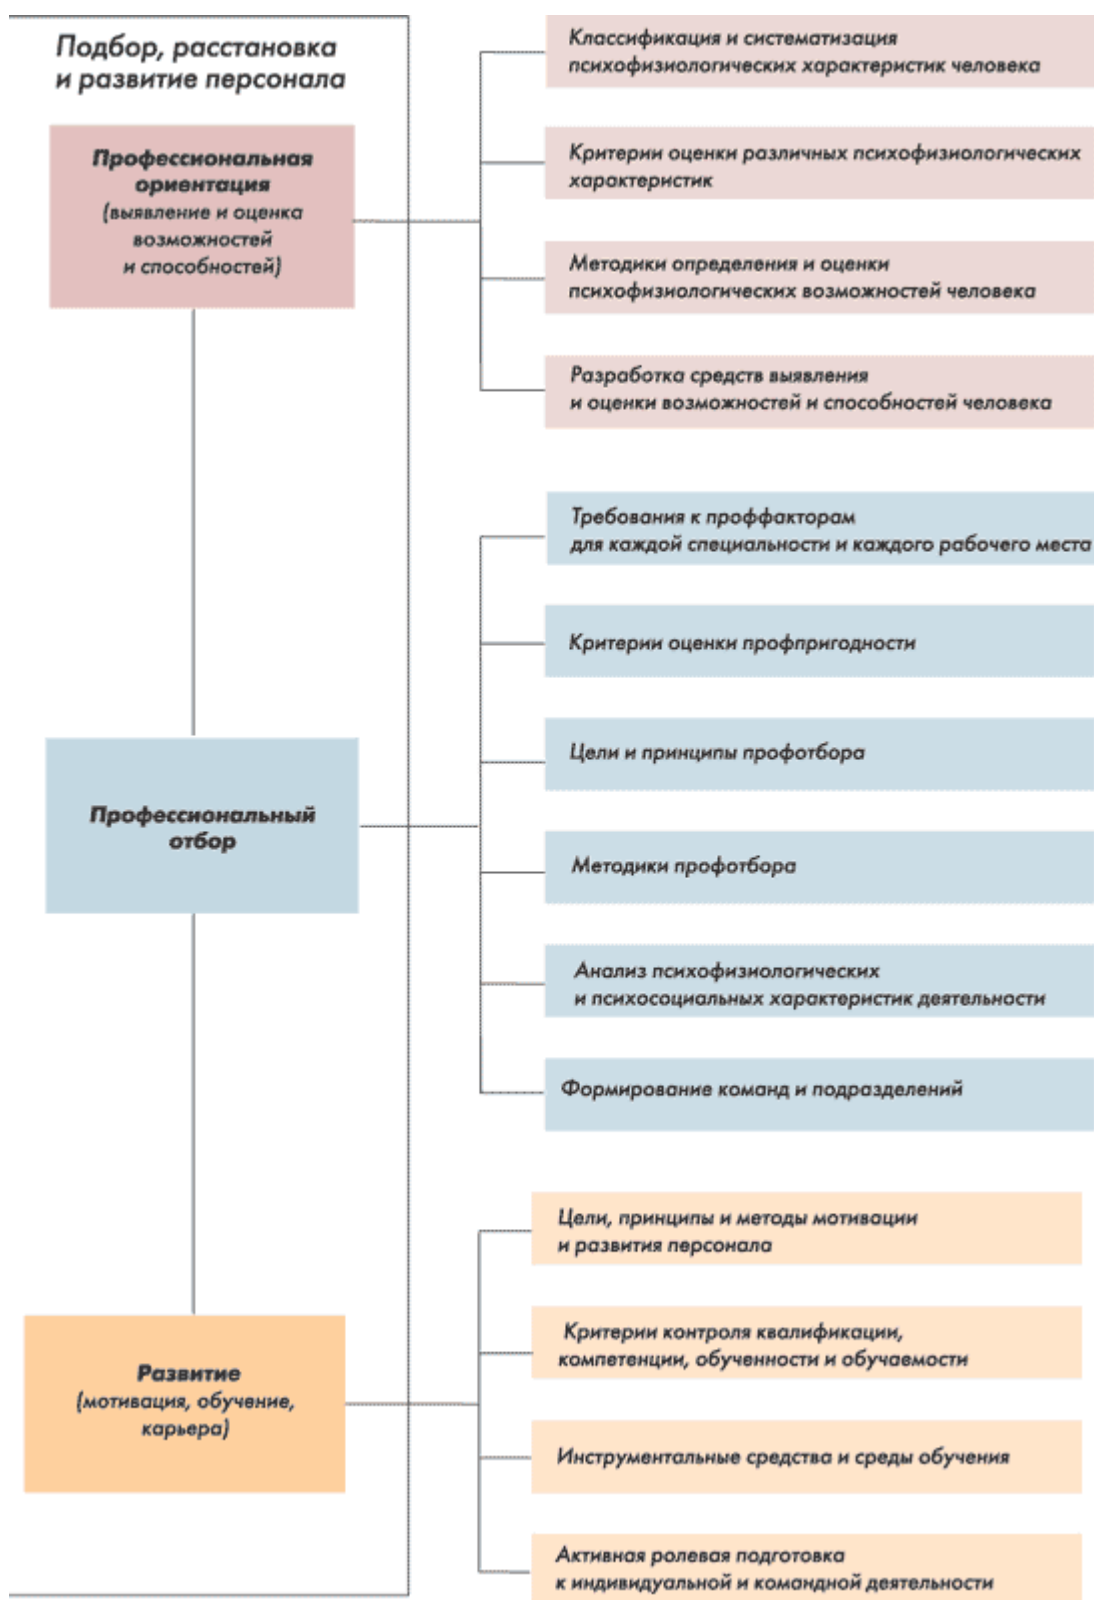 Подбор, расстановка
и развитие персонала
Профессиональная
ориентация
(выявление и оценка
возможностей
и способностей)
Классификация и систематизация
психофизиологических характеристик человека
Критерии оценки различных психофизиологических
характеристик
Методики определения и оценки
психофизиологических возможностей человека
Разработка средств выявления
и оценки возможностей и способностей человека
Профессиональный
отбор
Требования к проффакторам
для каждой специальности и каждого рабочего места
Критерии оценки профпригодности
Цели и принципы профотбора
Методики профотбора
Анализ психофизиологических
и психосоциальных характеристик деятельности
Формирование команд и подразделений
Развитие
(мотивация, обучение,
карьера)
Цели, принципы и методы мотивации
и развития персонала
Критерии контроля квалификации,
компетенции, обученности и обучаемости
Инструментальные средства и среды обучения
Активная ролевая подготовка
к индивидуальной и командной деятельности